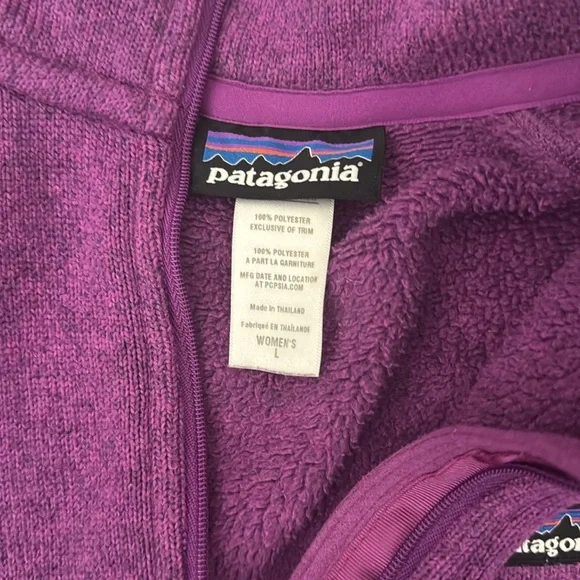 patagonia®
100% POLYESTER
EXCLUSIVE OF TRIM
100% POLYESTER
A PART LA GARNITURE
MFG DATE AND LOCATION
AT PCPSIA.COM
Made in THAILAND
Fabriqué EN THAÏLANDE
WOMEN'S
L
tagon